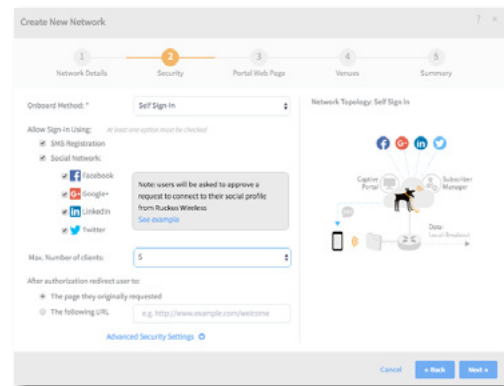 Create New Network
? ×
1 2 3 4 5
Network Details Security Portal Web Page Venues Summary
Onboard Method: * Self Sign-In
Allow Sign-In Using: At least one option must be checked
SMS Registration
Social Network:
Facebook
Google+
LinkedIn
Twitter
Note: users will be asked to approve a
request to connect to their social profile
from Ruckus Wireless
See example
Max. Number of clients: 5
After authorization redirect user to:
The page they originally requested
The following URL e.g. http://www.example.com/welcome
Advanced Security Settings
Network Topology: Self Sign In
Captive
Portal
Subscriber
Manager
Data:
Local Breakout
Cancel « Back Next »